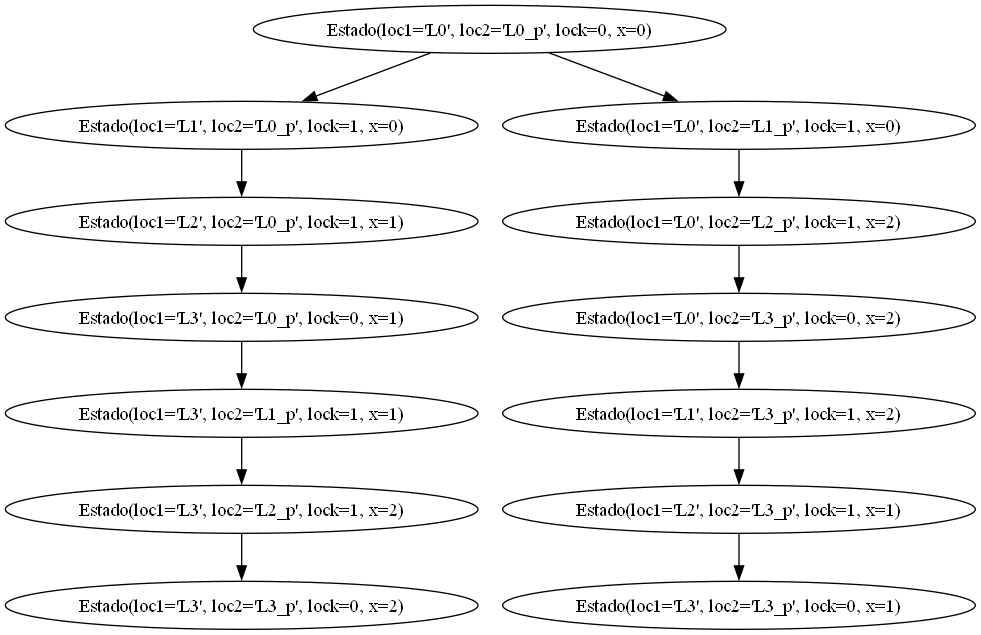 Estado(loc1='L0', loc2='L0_p', lock=0, x=0)
Estado(loc1='L1', loc2='L0_p', lock=1, x=0)
Estado(loc1='L0', loc2='L1_p', lock=1, x=0)
Estado(loc1='L2', loc2='L0_p', lock=1, x=1)
Estado(loc1='L0', loc2='L2_p', lock=1, x=2)
Estado(loc1='L3', loc2='L0_p', lock=0, x=1)
Estado(loc1='L0', loc2='L3_p', lock=0, x=2)
Estado(loc1='L3', loc2='L1_p', lock=1, x=1)
Estado(loc1='L1', loc2='L3_p', lock=1, x=2)
Estado(loc1='L3', loc2='L2_p', lock=1, x=2)
Estado(loc1='L2', loc2='L3_p', lock=1, x=1)
Estado(loc1='L3', loc2='L3_p', lock=0, x=2)
Estado(loc1='L3', loc2='L3_p', lock=0, x=1)